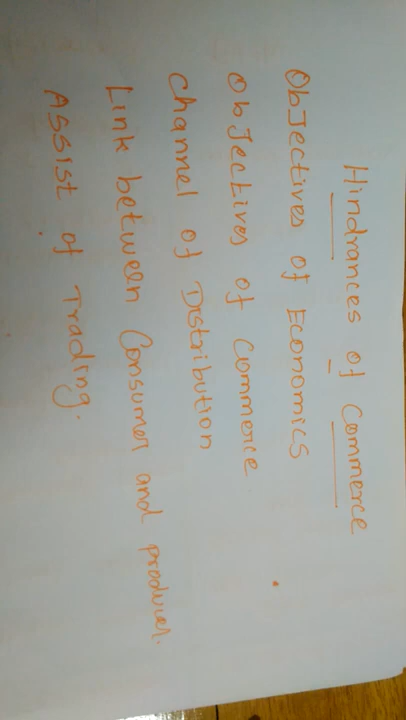 Hindrances of Commerce
Objectives of Economics
Objectives of Commerce
Channel of Distribution
Link between Consumer and producer.
Assist of Trading.